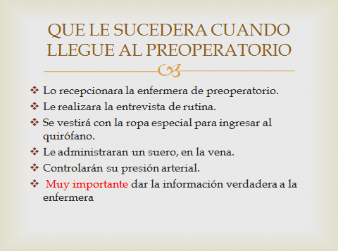 QUE LE SUCEDERA CUANDO
LLEGUE AL PREOPERATORIO
Lo recepcionara la enfermera de preoperatorio.
Le realizara la entrevista de rutina.
Se vestirá con la ropa especial para ingresar al
quirófano.
Le administraran un suero, en la vena.
Controlarán su presión arterial.
Muy importante dar la información verdadera a la
enfermera